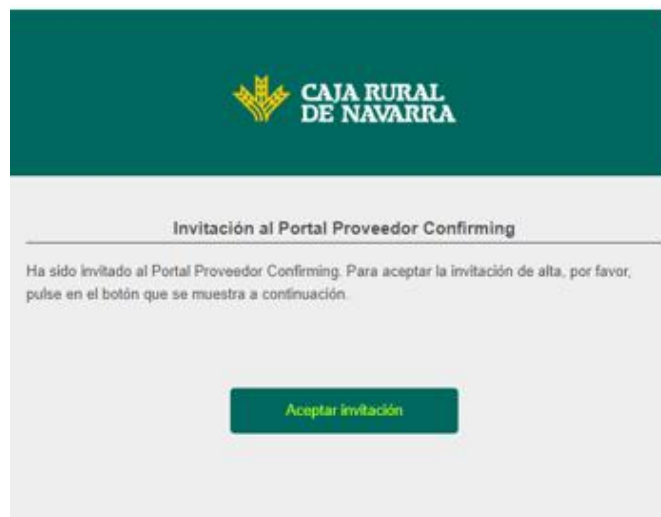 CAJA RURAL
DE NAVARRA
Invitación al Portal Proveedor Confirming
Ha sido invitado al Portal Proveedor Confirming. Para aceptar la invitación de alta, por favor,
pulse en el botón que se muestra a continuación.
Aceptar invitación